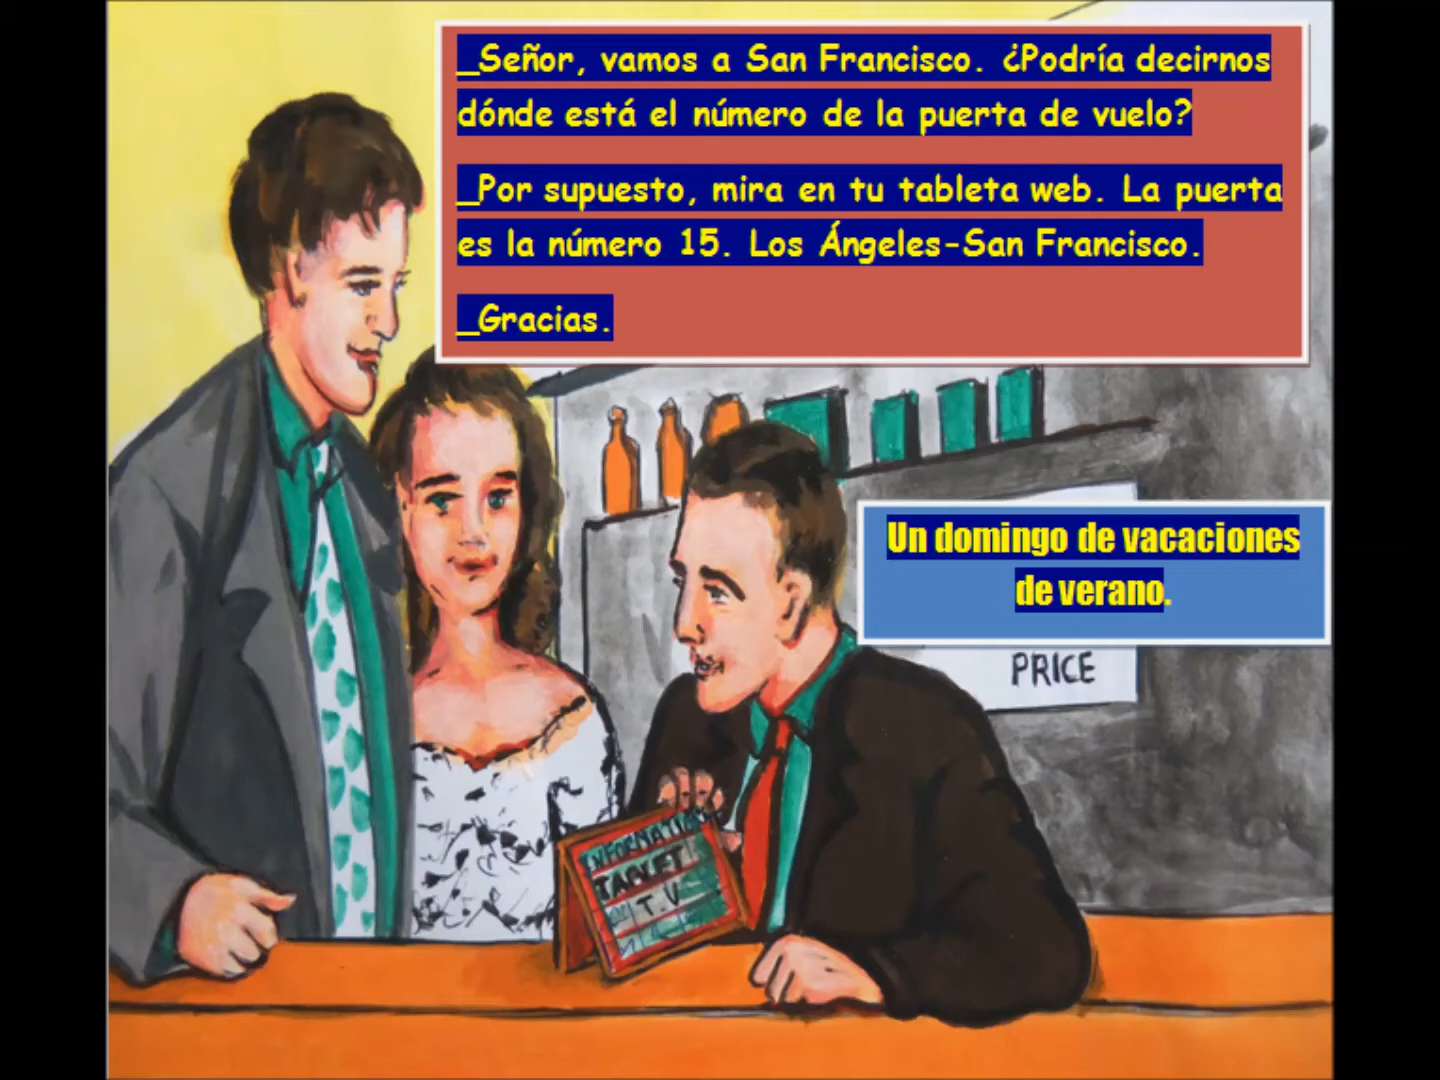 _Señor, vamos a San Francisco. ¿Podría decirnos
dónde está el número de la puerta de vuelo?
_Por supuesto, mira en tu tableta web. La puerta
es la número 15. Los Ángeles-San Francisco.
_Gracias.
Un domingo de vacaciones
de verano.
PRICE
TABLET
T.V